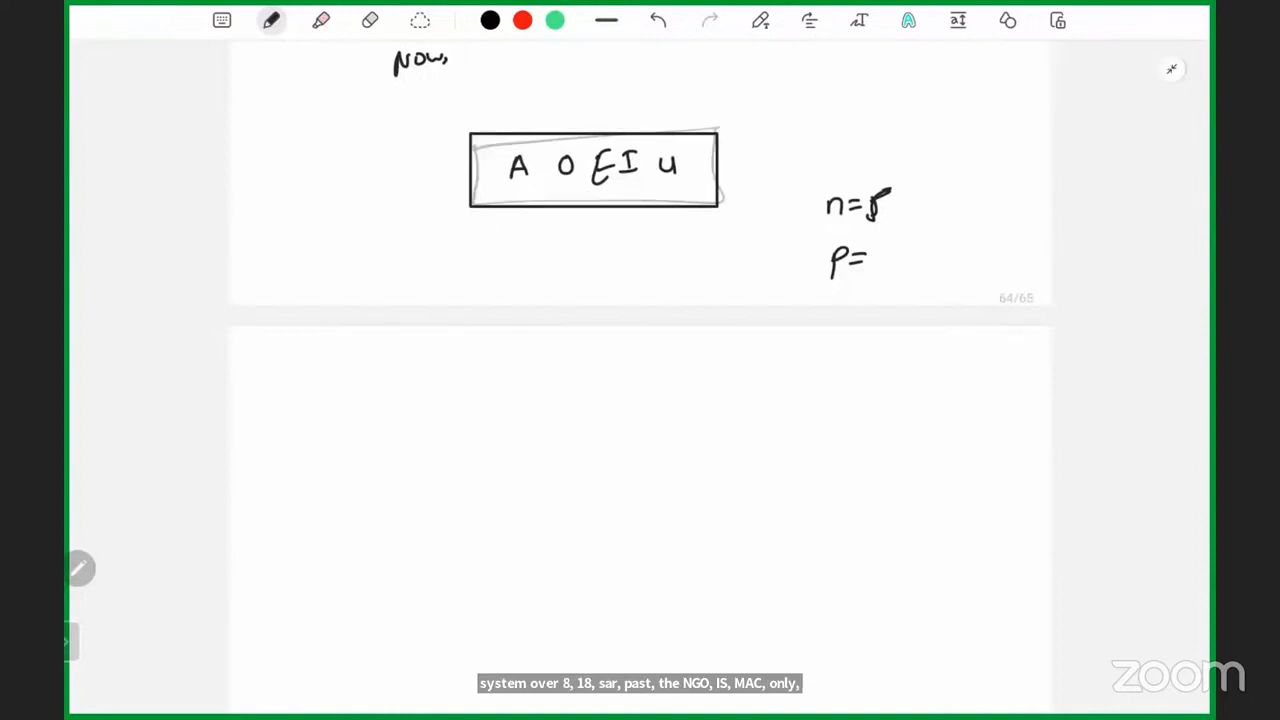 Now,
A O E I U
n=5
P=
64/65
system over 8, 18, sar, past, the NGO, IS, MAC, only,
zoom